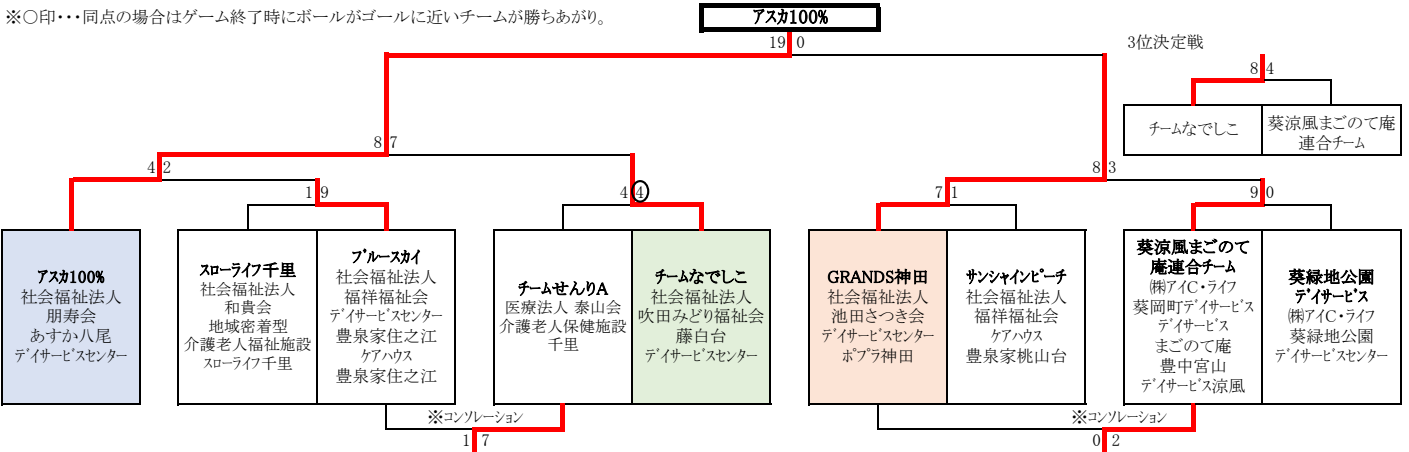 ※○印・・・同点の場合はゲーム終了時にボールがゴールに近いチームが勝ちあがり。
アスカ100%
19 0
3位決定戦
8 4
チームなでしこ
葵涼風まごのて庵
連合チーム
8 7
4 2
8 3
1 9
4 4
7 1
9 0
アスカ100%
社会福祉法人
朋寿会
あすか八尾
デイサービスセンター
スローライフ千里
社会福祉法人
和貴会
地域密着型
介護老人福祉施設
スローライフ千里
ブルースカイ
社会福祉法人
福祥福祉会
デイサービスセンター
豊泉家住之江
ケアハウス
豊泉家住之江
チームせんりA
医療法人 泰山会
介護老人保健施設
千里
チームなでしこ
社会福祉法人
吹田みどり福祉会
藤白台
デイサービスセンター
GRANDS神田
社会福祉法人
池田さつき会
デイサービスセンター
ポプラ神田
サンシャインピーチ
社会福祉法人
福祥福祉会
ケアハウス
豊泉家桃山台
葵涼風まごのて
庵連合チーム
㈱アイC・ライフ
葵岡町デイサービス
デイサービス
まごのて庵
豊中宮山
デイサービス涼風
葵緑地公園
デイサービス
㈱アイC・ライフ
葵緑地公園
デイサービスセンター
※コンソレーション
1 7
※コンソレーション
0 2